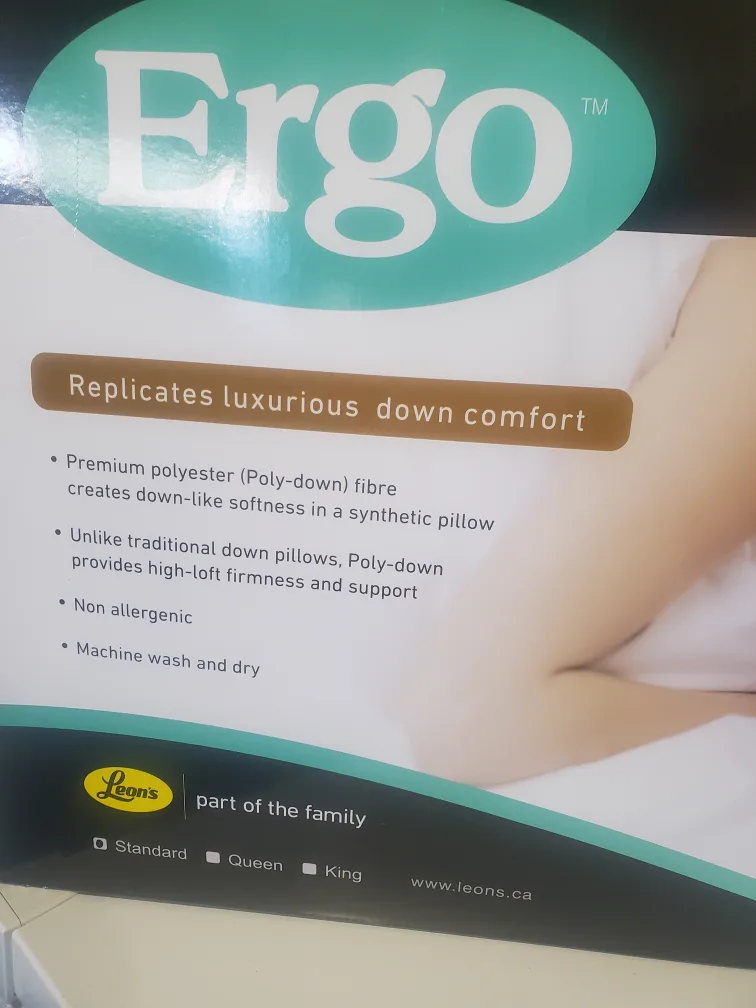 Ergo™
Replicates luxurious down comfort
• Premium polyester (Poly-down) fibre
creates down-like softness in a synthetic pillow
• Unlike traditional down pillows, Poly-down
provides high-loft firmness and support
• Non allergenic
• Machine wash and dry
Leon's | part of the family
Standard Queen King www.leons.ca